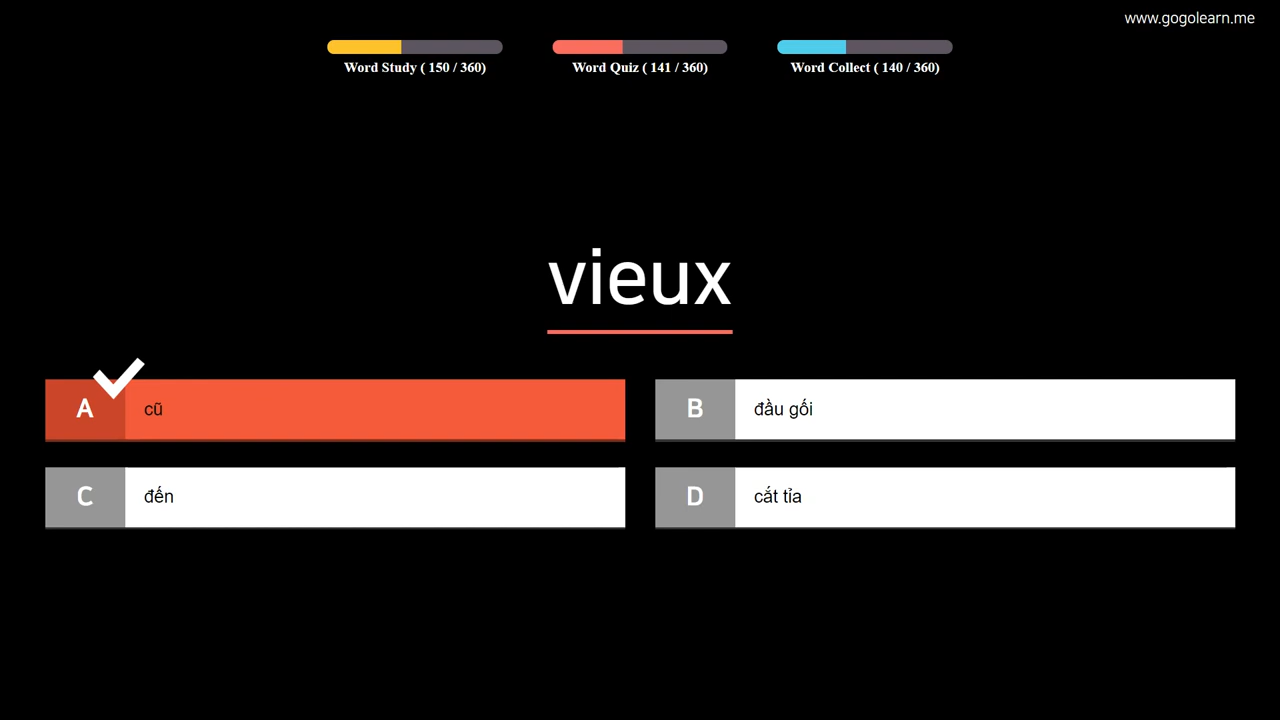 www.gogolearn.me
Word Study ( 150 / 360)
Word Quiz ( 141 / 360)
Word Collect ( 140 / 360)
vieux
A cũ
B đầu gối
C đến
D cắt tỉa